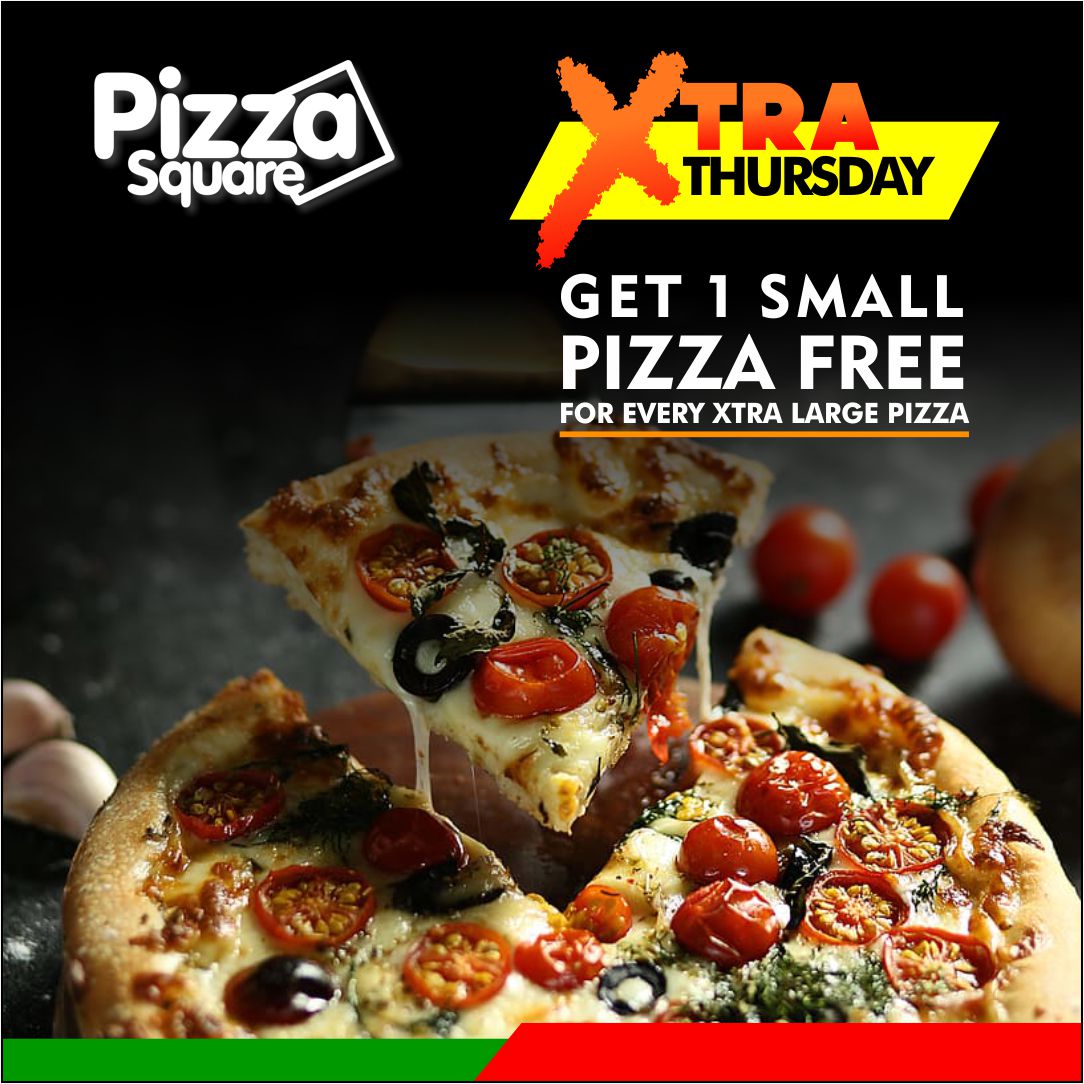 Pizza
Square
XTRA
THURSDAY
GET 1 SMALL
PIZZA FREE
FOR EVERY XTRA LARGE PIZZA